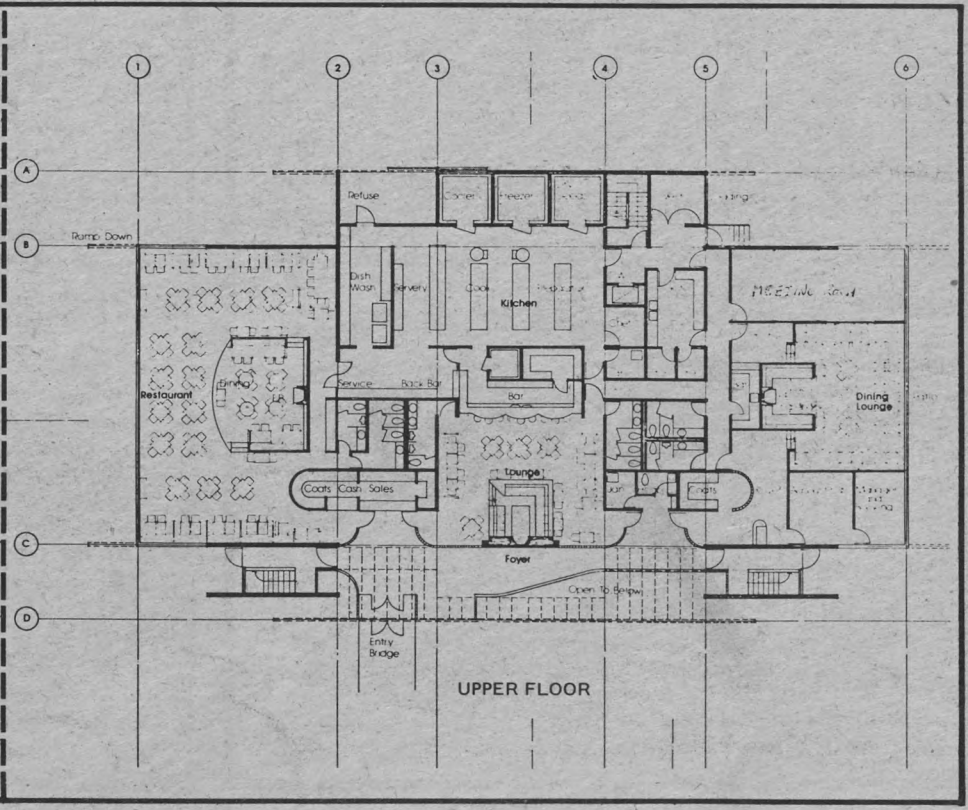 1
2
3
4
5
6
A
Refuse
Freezer
Ramp Down
B
Dish
Wash
Servery
Cook
Kitchen
MEETING ROOM
Dining
Restaurant
Service
Back Bar
Bar
Dining
Lounge
Lounge
Coats Cash Sales
Coats
C
Foyer
Open To Below
D
Entry
Bridge
UPPER FLOOR